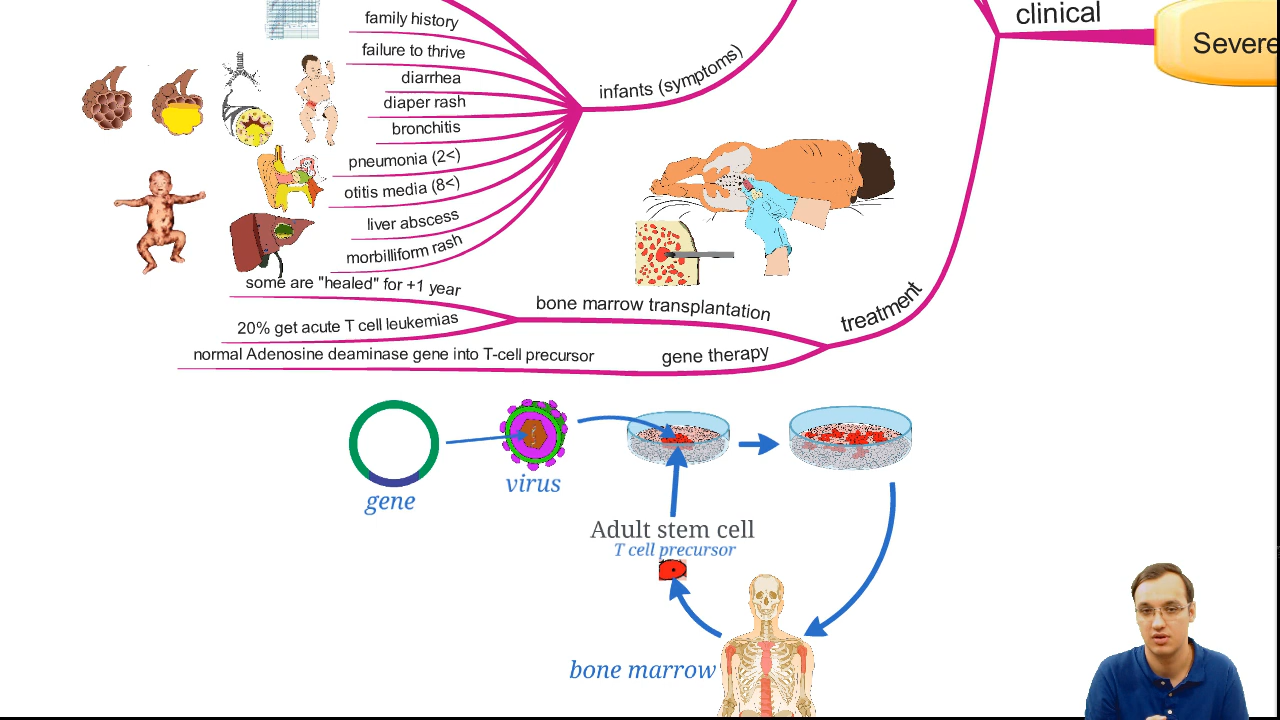 family history
failure to thrive
diarrhea
diaper rash
bronchitis
pneumonia (2<)
otitis media (8<)
liver abscess
morbilliform rash
infants (symptoms)
clinical
Severe
some are "healed" for +1 year
20% get acute T cell leukemias
bone marrow transplantation
normal Adenosine deaminase gene into T-cell precursor
gene therapy
treatment
gene
virus
Adult stem cell
T cell precursor
bone marrow